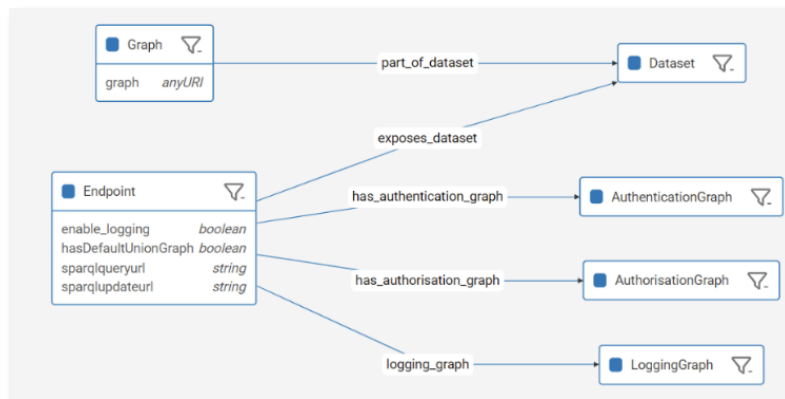 Graph
graph anyURI
part_of_dataset
Dataset
exposes_dataset
Endpoint
enable_logging boolean
hasDefaultUnionGraph boolean
sparqlqueryurl string
sparqlupdateurl string
has_authentication_graph
AuthenticationGraph
has_authorisation_graph
AuthorisationGraph
logging_graph
LoggingGraph